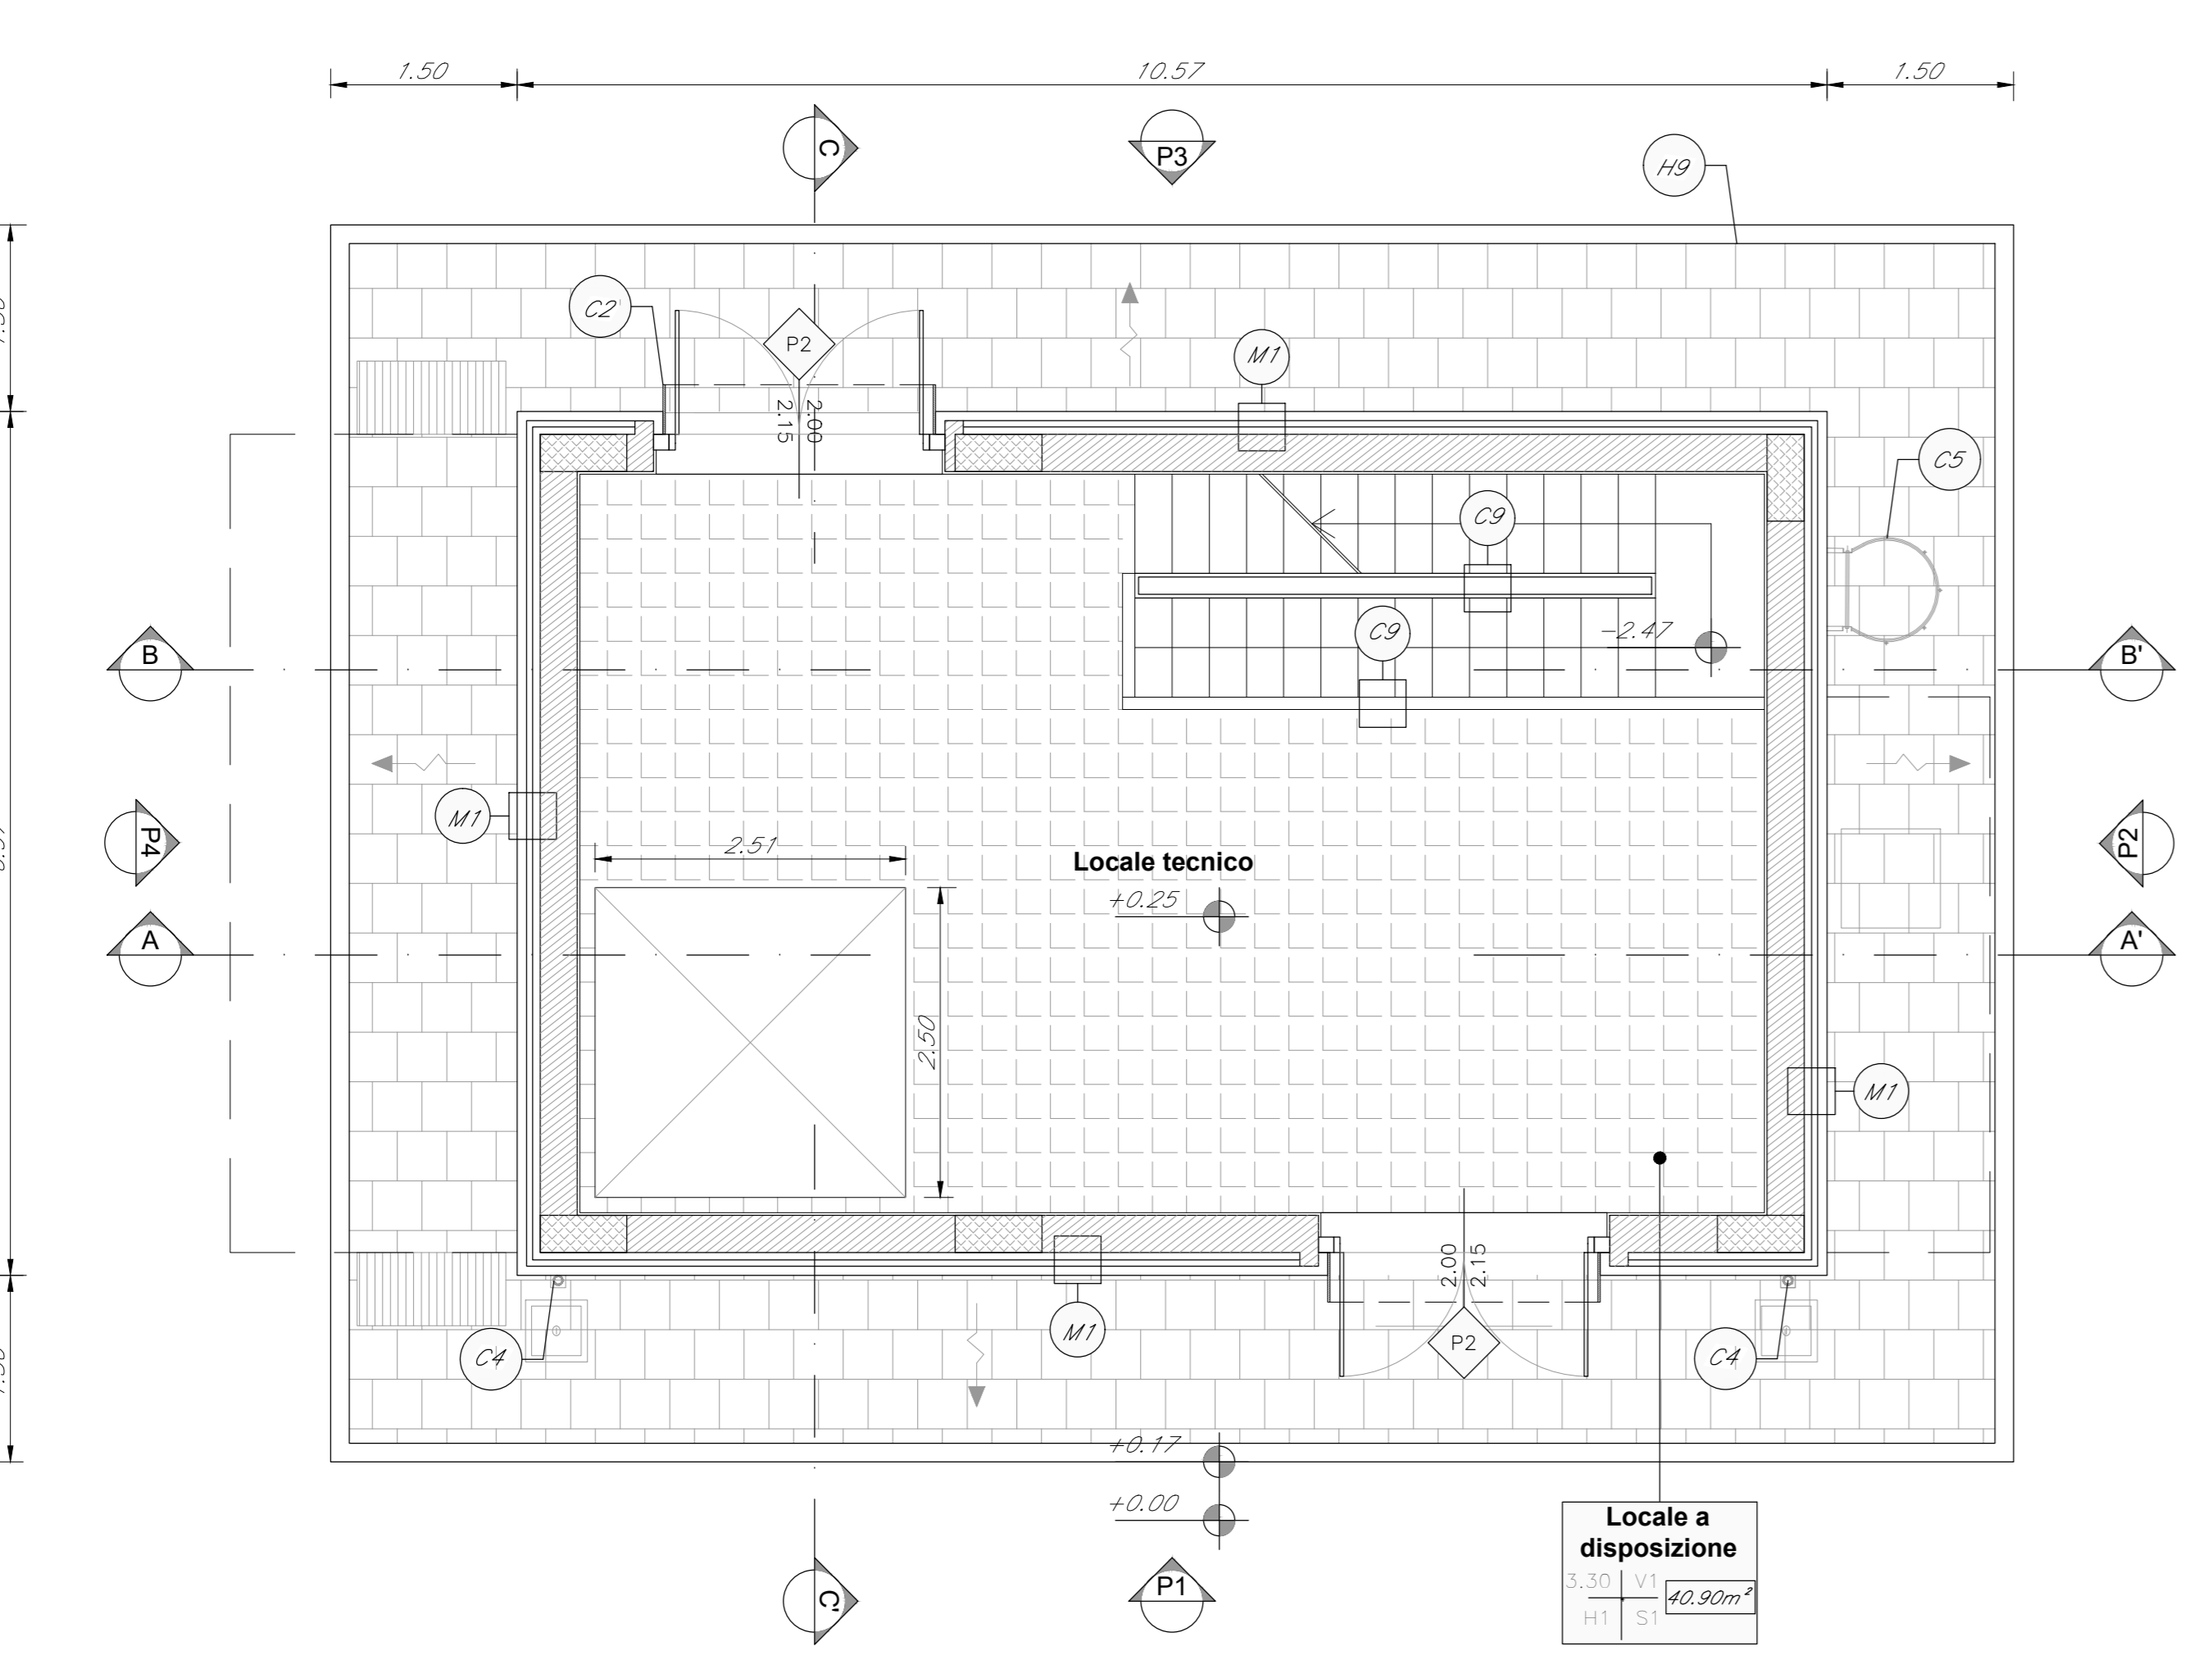 1.50
10.57
1.50
C
P3
H9
C2
P2
M1
2.15
2.00
C5
C9
C9
-2.47
B
B'
M1
P4
P2
2.51
Locale tecnico
+0.25
A
A'
2.50
M1
2.00
2.15
P2
M1
C4
C4
+0.17
+0.00
C'
P1
Locale a
disposizione
3.30 V1
40.90m²
H1 S1